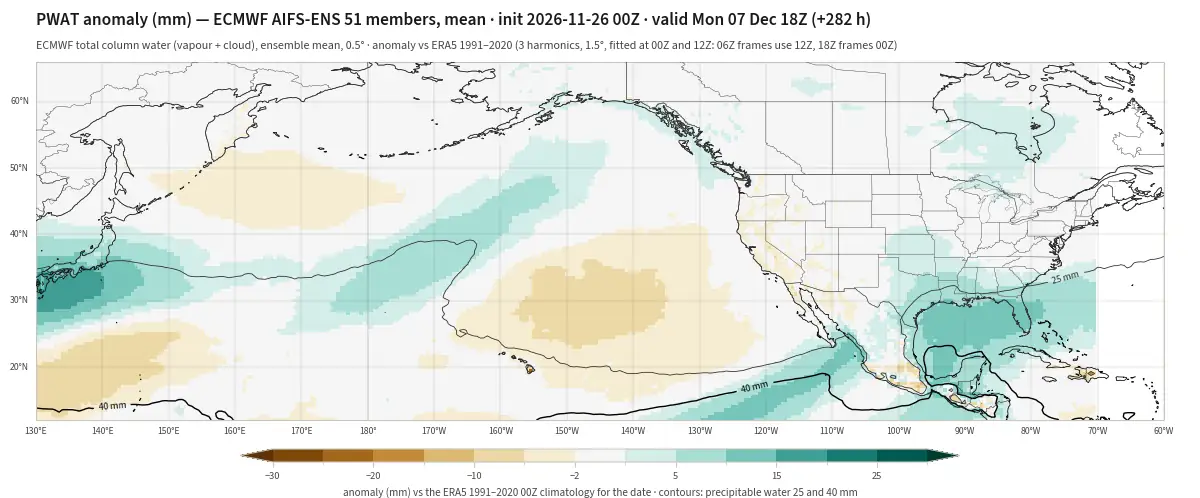 PWAT anomaly (mm) — ECMWF AIFS-ENS 51 members, mean · init 2026-11-26 00Z · valid Mon 07 Dec 18Z (+282 h)
ECMWF total column water (vapour + cloud), ensemble mean, 0.5° · anomaly vs ERA5 1991–2020 (3 harmonics, 1.5°, fitted at 00Z and 12Z: 06Z frames use 12Z, 18Z frames 00Z)
60°N
50°N
40°N
30°N
20°N
25 mm
40 mm
40 mm
130°E 140°E 150°E 160°E 170°E 180° 170°W 160°W 150°W 140°W 130°W 120°W 110°W 100°W 90°W 80°W 70°W 60°W
−30 −20 −10 −2 5 15 25
anomaly (mm) vs the ERA5 1991–2020 00Z climatology for the date · contours: precipitable water 25 and 40 mm